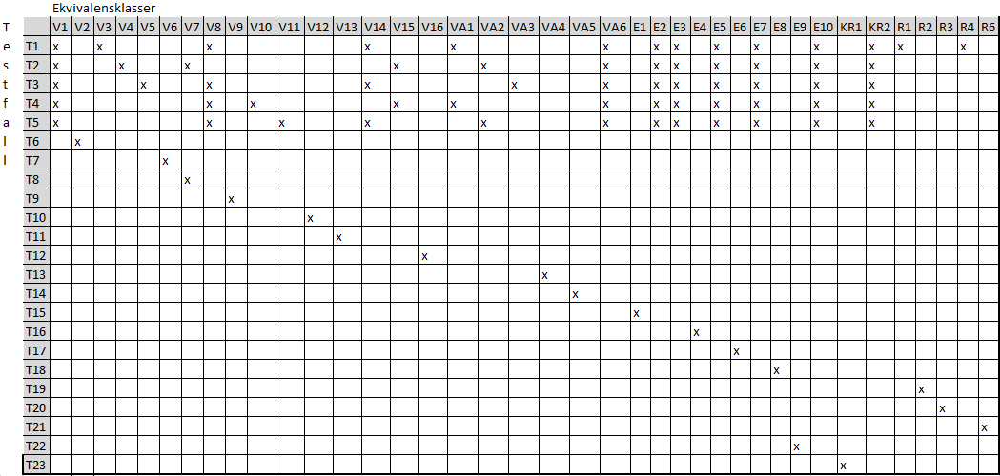 Ekvivalensklasser
T V1 V2 V3 V4 V5 V6 V7 V8 V9 V10 V11 V12 V13 V14 V15 V16 VA1 VA2 VA3 VA4 VA5 VA6 E1 E2 E3 E4 E5 E6 E7 E8 E9 E10 KR1 KR2 R1 R2 R3 R4 R6
e T1 x x x x x x x x x x x x x x
s T2 x x x x x x x x x x x x
t T3 x x x x x x x x x x x x
f T4 x x x x x x x x x x x x
a T5 x x x x x x x x x x x x
l T6 x
l T7 x
T8 x
T9 x
T10 x
T11 x
T12 x
T13 x
T14 x
T15 x
T16 x
T17 x
T18 x
T19 x
T20 x
T21 x
T22 x
T23 x